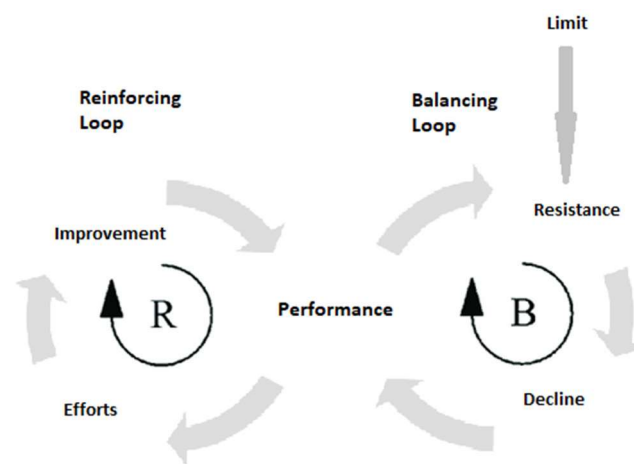 Limit
Reinforcing
Loop
Balancing
Loop
Resistance
Improvement
R
Performance
B
Efforts
Decline